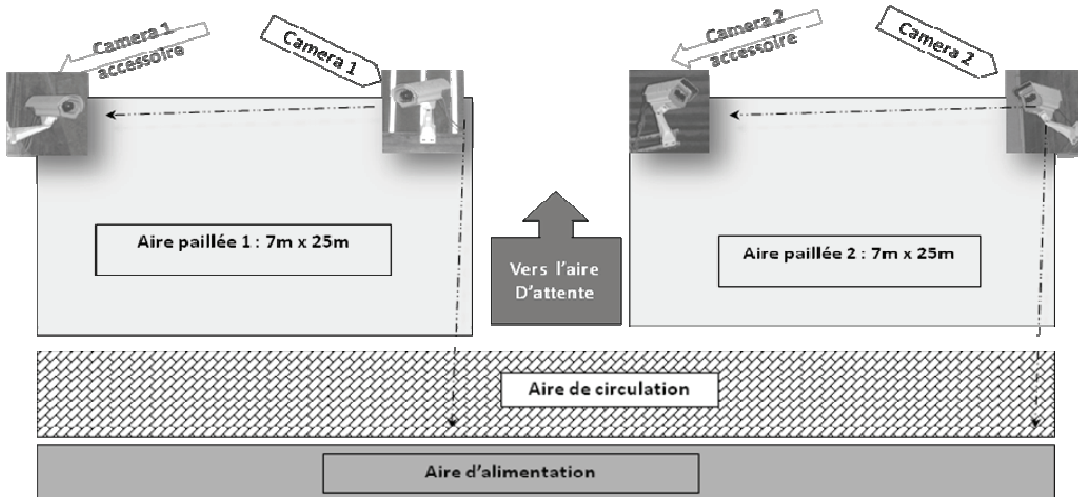 Camera 1
accessoire
Camera 1
Camera 2
accessoire
Camera 2
Aire paillée 1 : 7m x 25m
Vers l'aire
D'attente
Aire paillée 2 : 7m x 25m
Aire de circulation
Aire d'alimentation